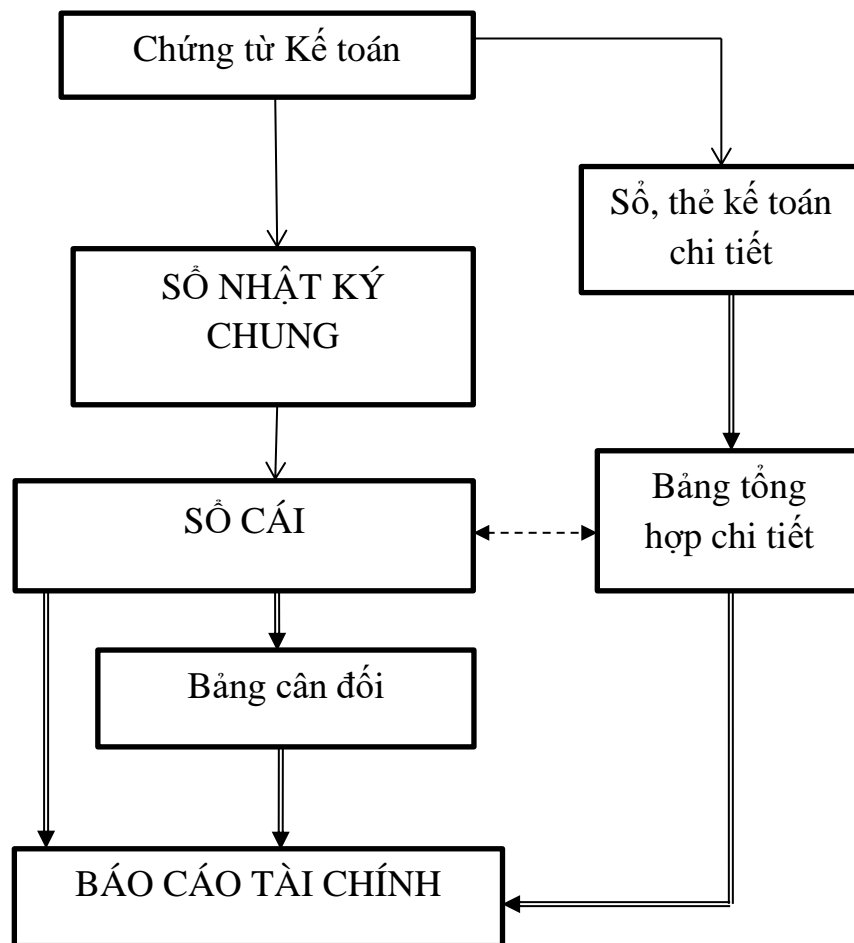 Chứng từ Kế toán
Sổ, thẻ kế toán
chi tiết
SỔ NHẬT KÝ
CHUNG
SỔ CÁI
Bảng tổng
hợp chi tiết
Bảng cân đối
BÁO CÁO TÀI CHÍNH